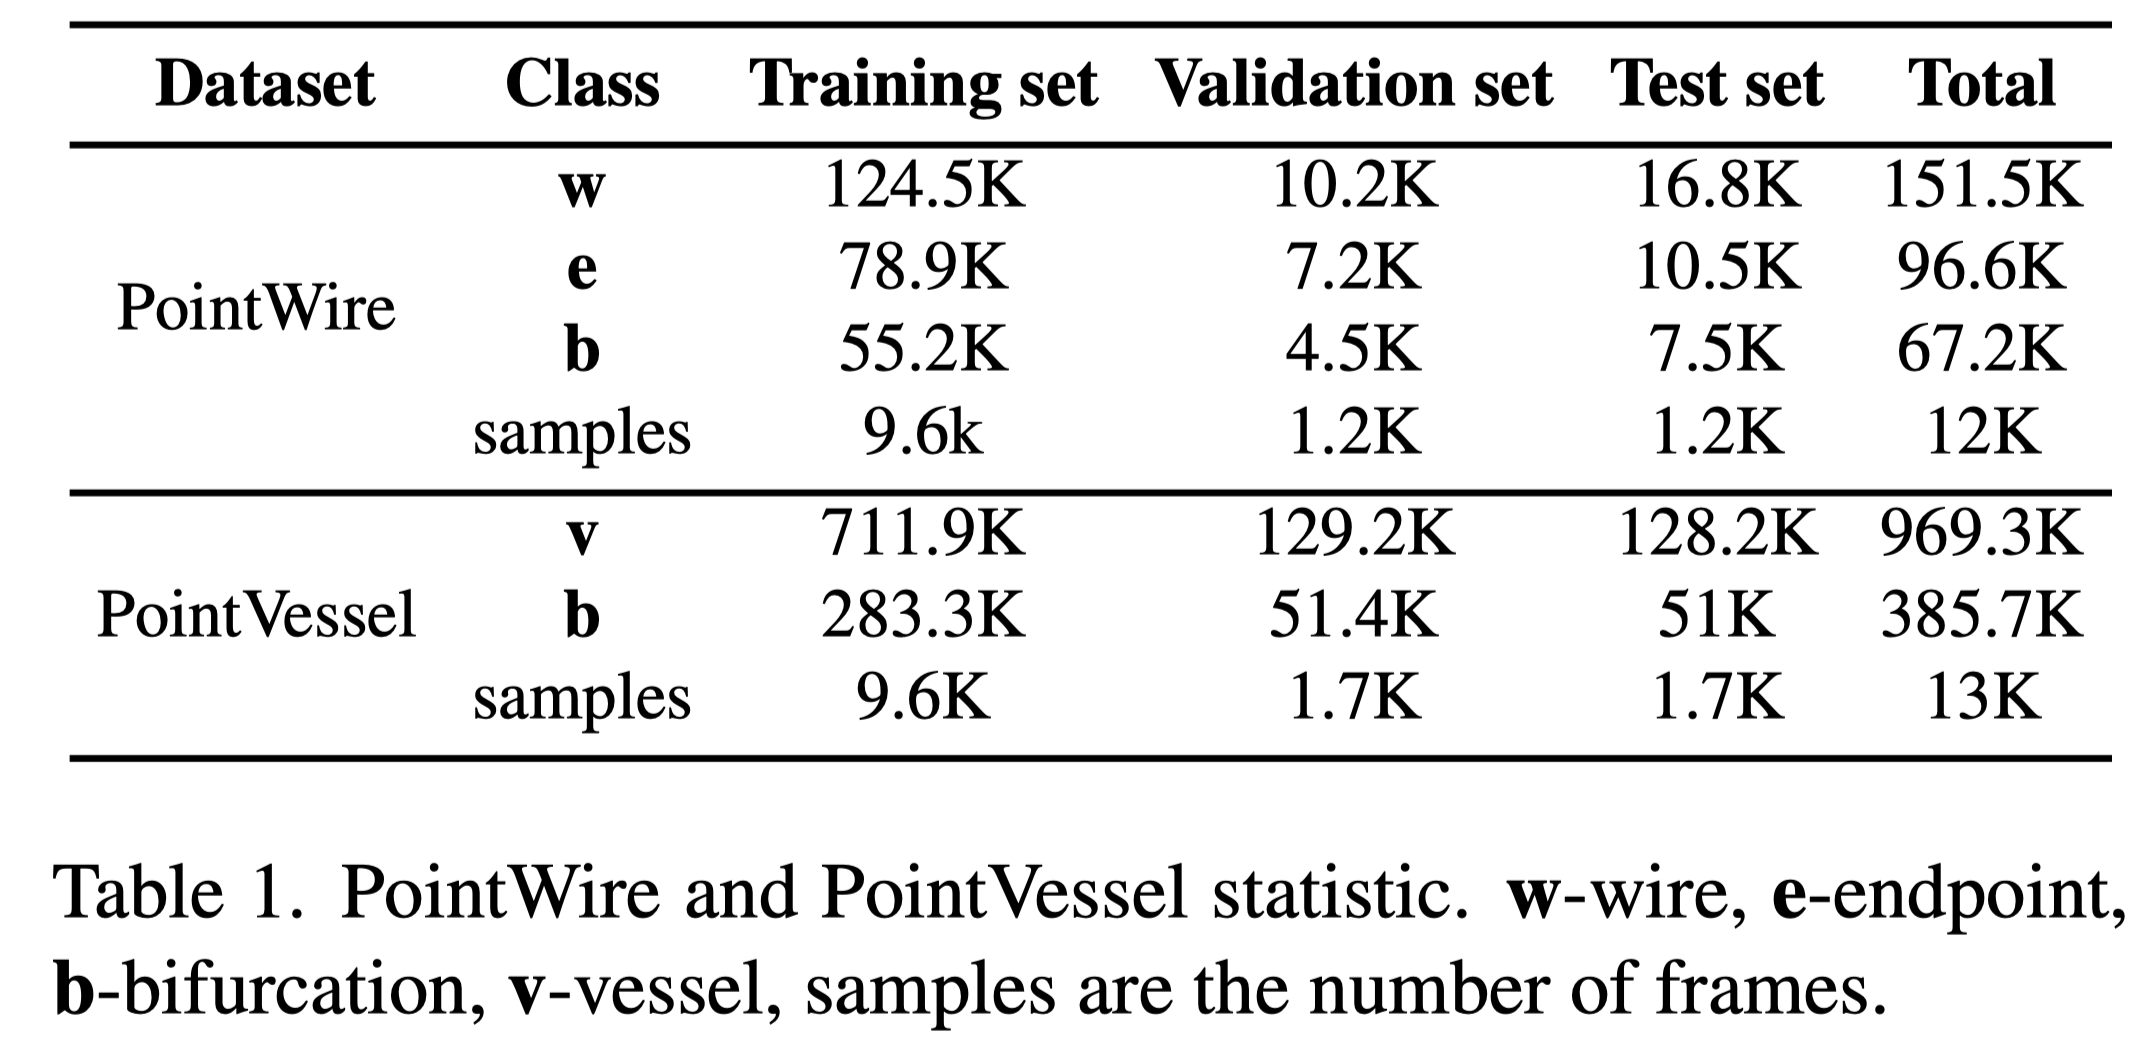 Dataset Class Training set Validation set Test set Total
w 124.5K 10.2K 16.8K 151.5K
e 78.9K 7.2K 10.5K 96.6K
PointWire
b 55.2K 4.5K 7.5K 67.2K
samples 9.6k 1.2K 1.2K 12K
v 711.9K 129.2K 128.2K 969.3K
PointVessel b 283.3K 51.4K 51K 385.7K
samples 9.6K 1.7K 1.7K 13K
Table 1. PointWire and PointVessel statistic. w-wire, e-endpoint,
b-bifurcation, v-vessel, samples are the number of frames.